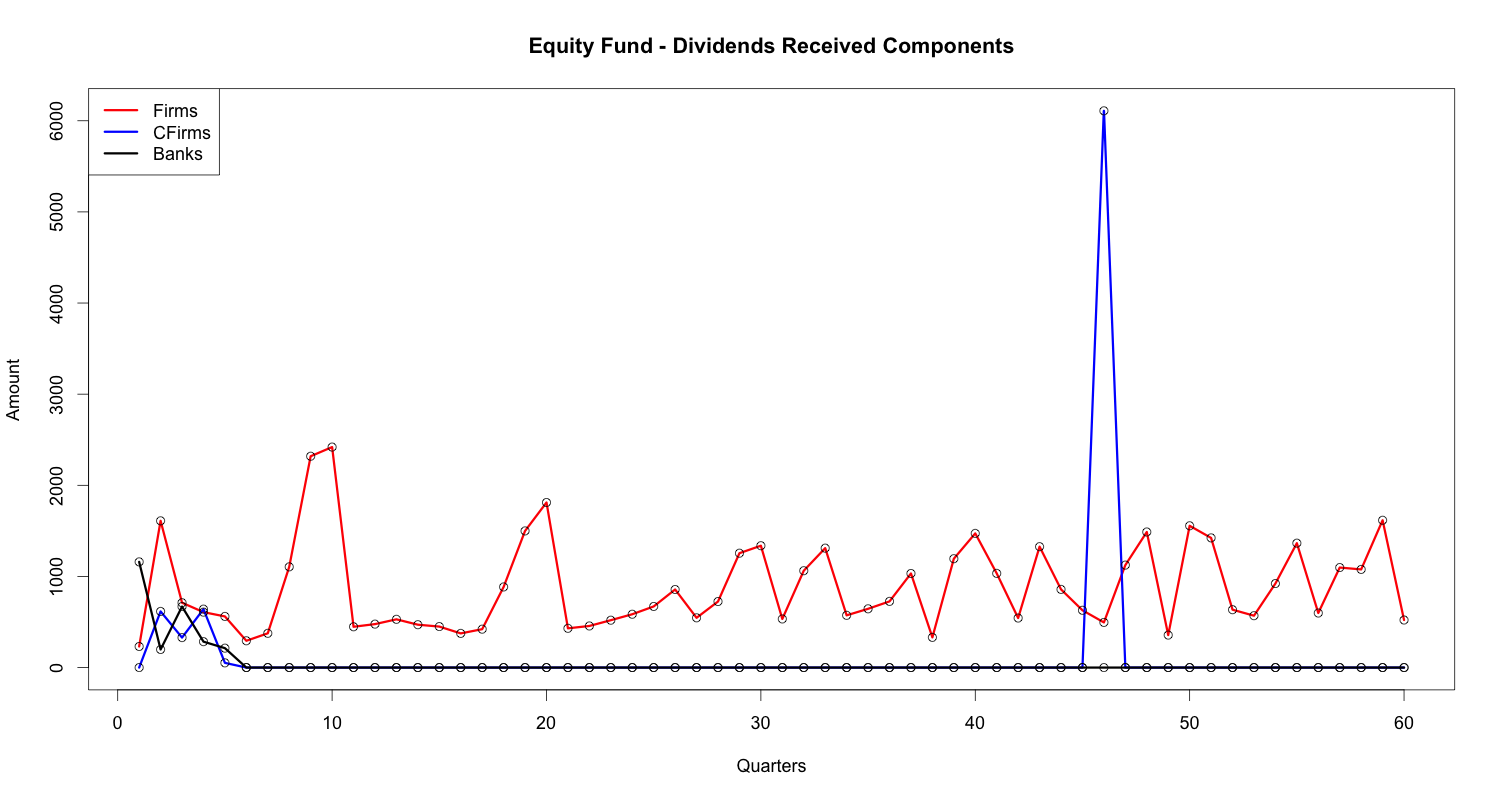 Equity Fund - Dividends Received Components
Firms
CFirms
Banks
Amount
6000
5000
4000
3000
2000
1000
0
0 10 20 30 40 50 60
Quarters